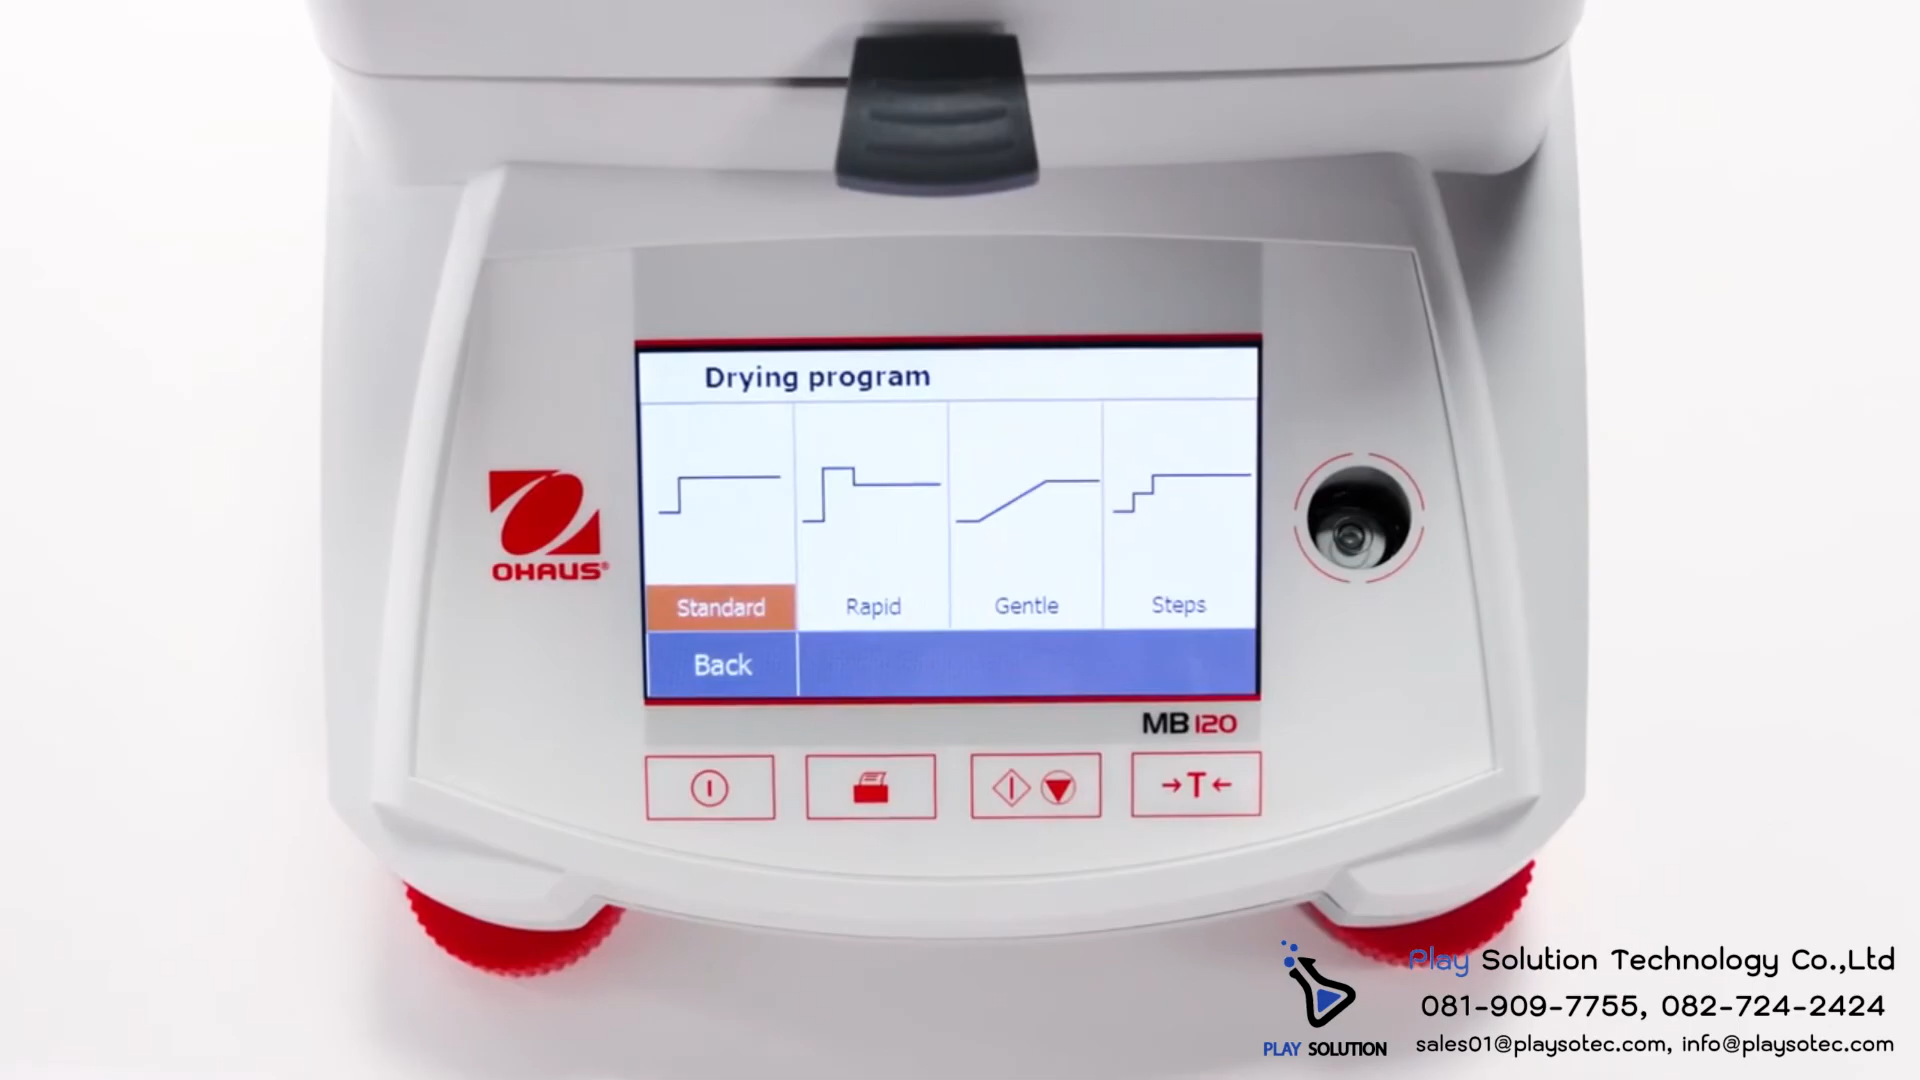 Drying program
Standard
Rapid
Gentle
Steps
Back
OHAUS®
MB120
→T←
Play Solution Technology Co.,Ltd
081-909-7755, 082-724-2424
PLAY SOLUTION
sales01@playsotec.com, info@playsotec.com